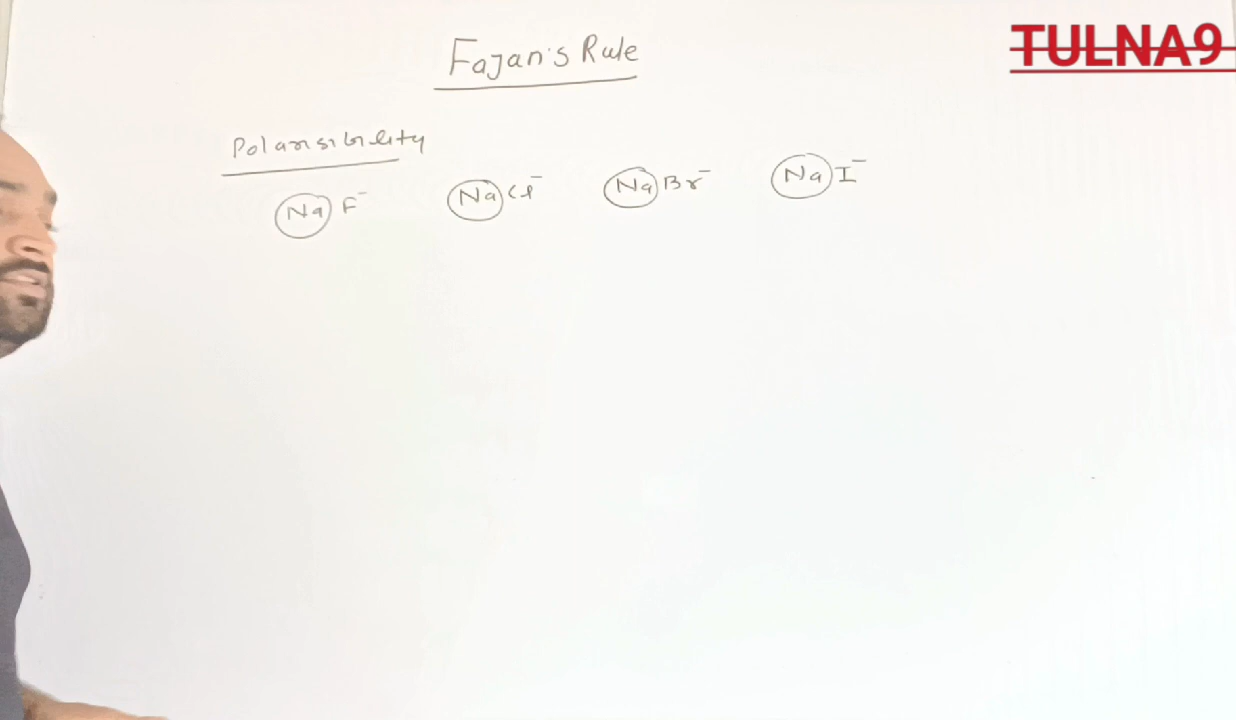 Fajan's Rule
TULNA9
Polarisibility
Na F⁻ Na Cl⁻ Na Br⁻ Na I⁻